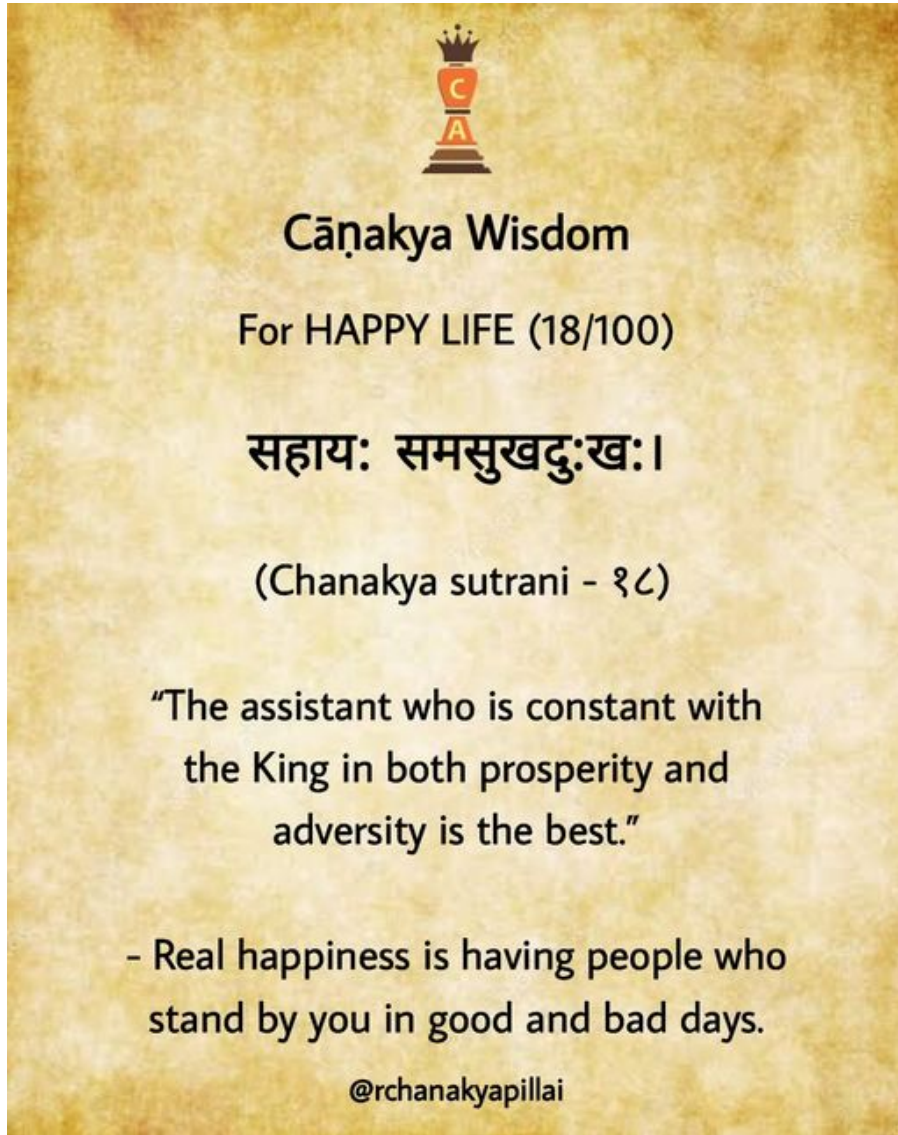 C
A
Cāṇakya Wisdom
For HAPPY LIFE (18/100)
सहाय: समसुखदु:ख:।
(Chanakya sutrani - १८)
“The assistant who is constant with
the King in both prosperity and
adversity is the best.”
- Real happiness is having people who
stand by you in good and bad days.
@rchanakyapillai